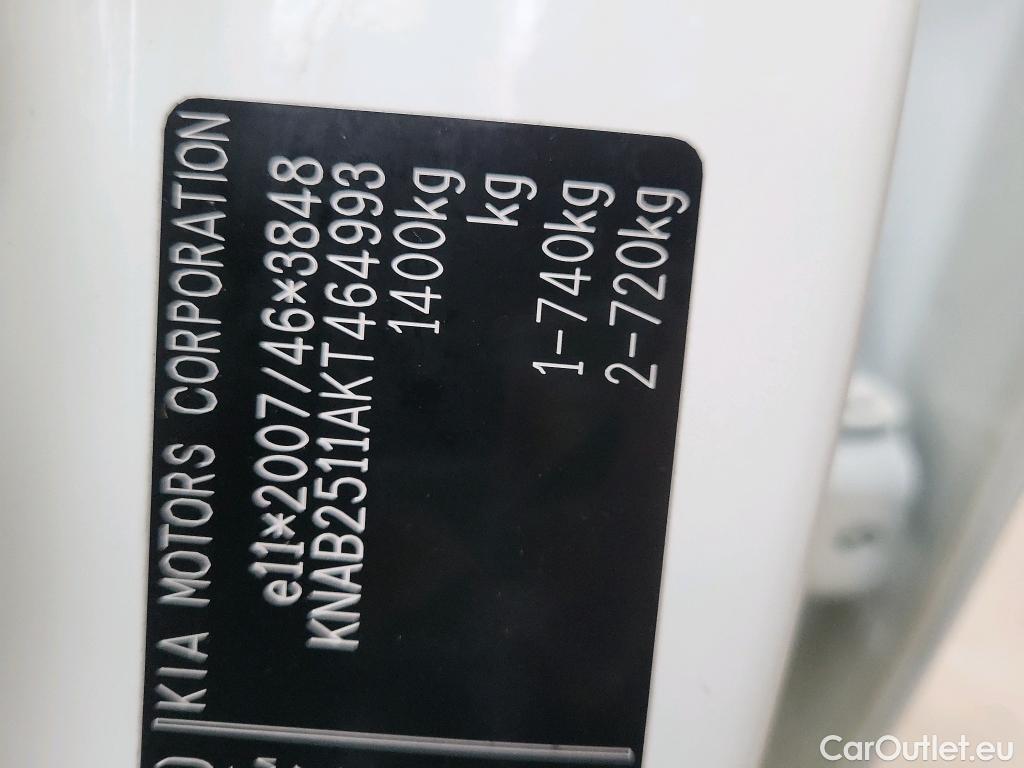 KIA MOTORS CORPORATION
e11*2007/46*3848
KNAB2511AKT464993
1400kg
kg
1-740kg
2-720kg
CarOutlet.eu